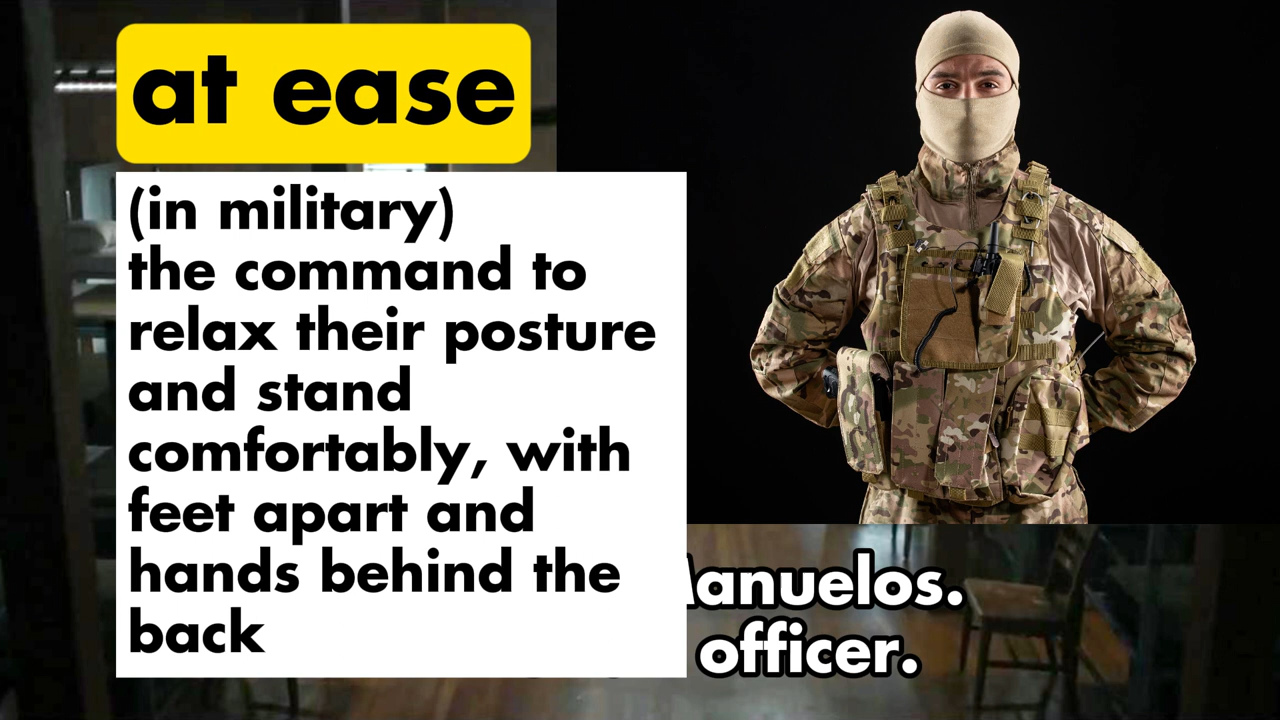 at ease
(in military)
the command to
relax their posture
and stand
comfortably, with
feet apart and
hands behind the
back
officer.